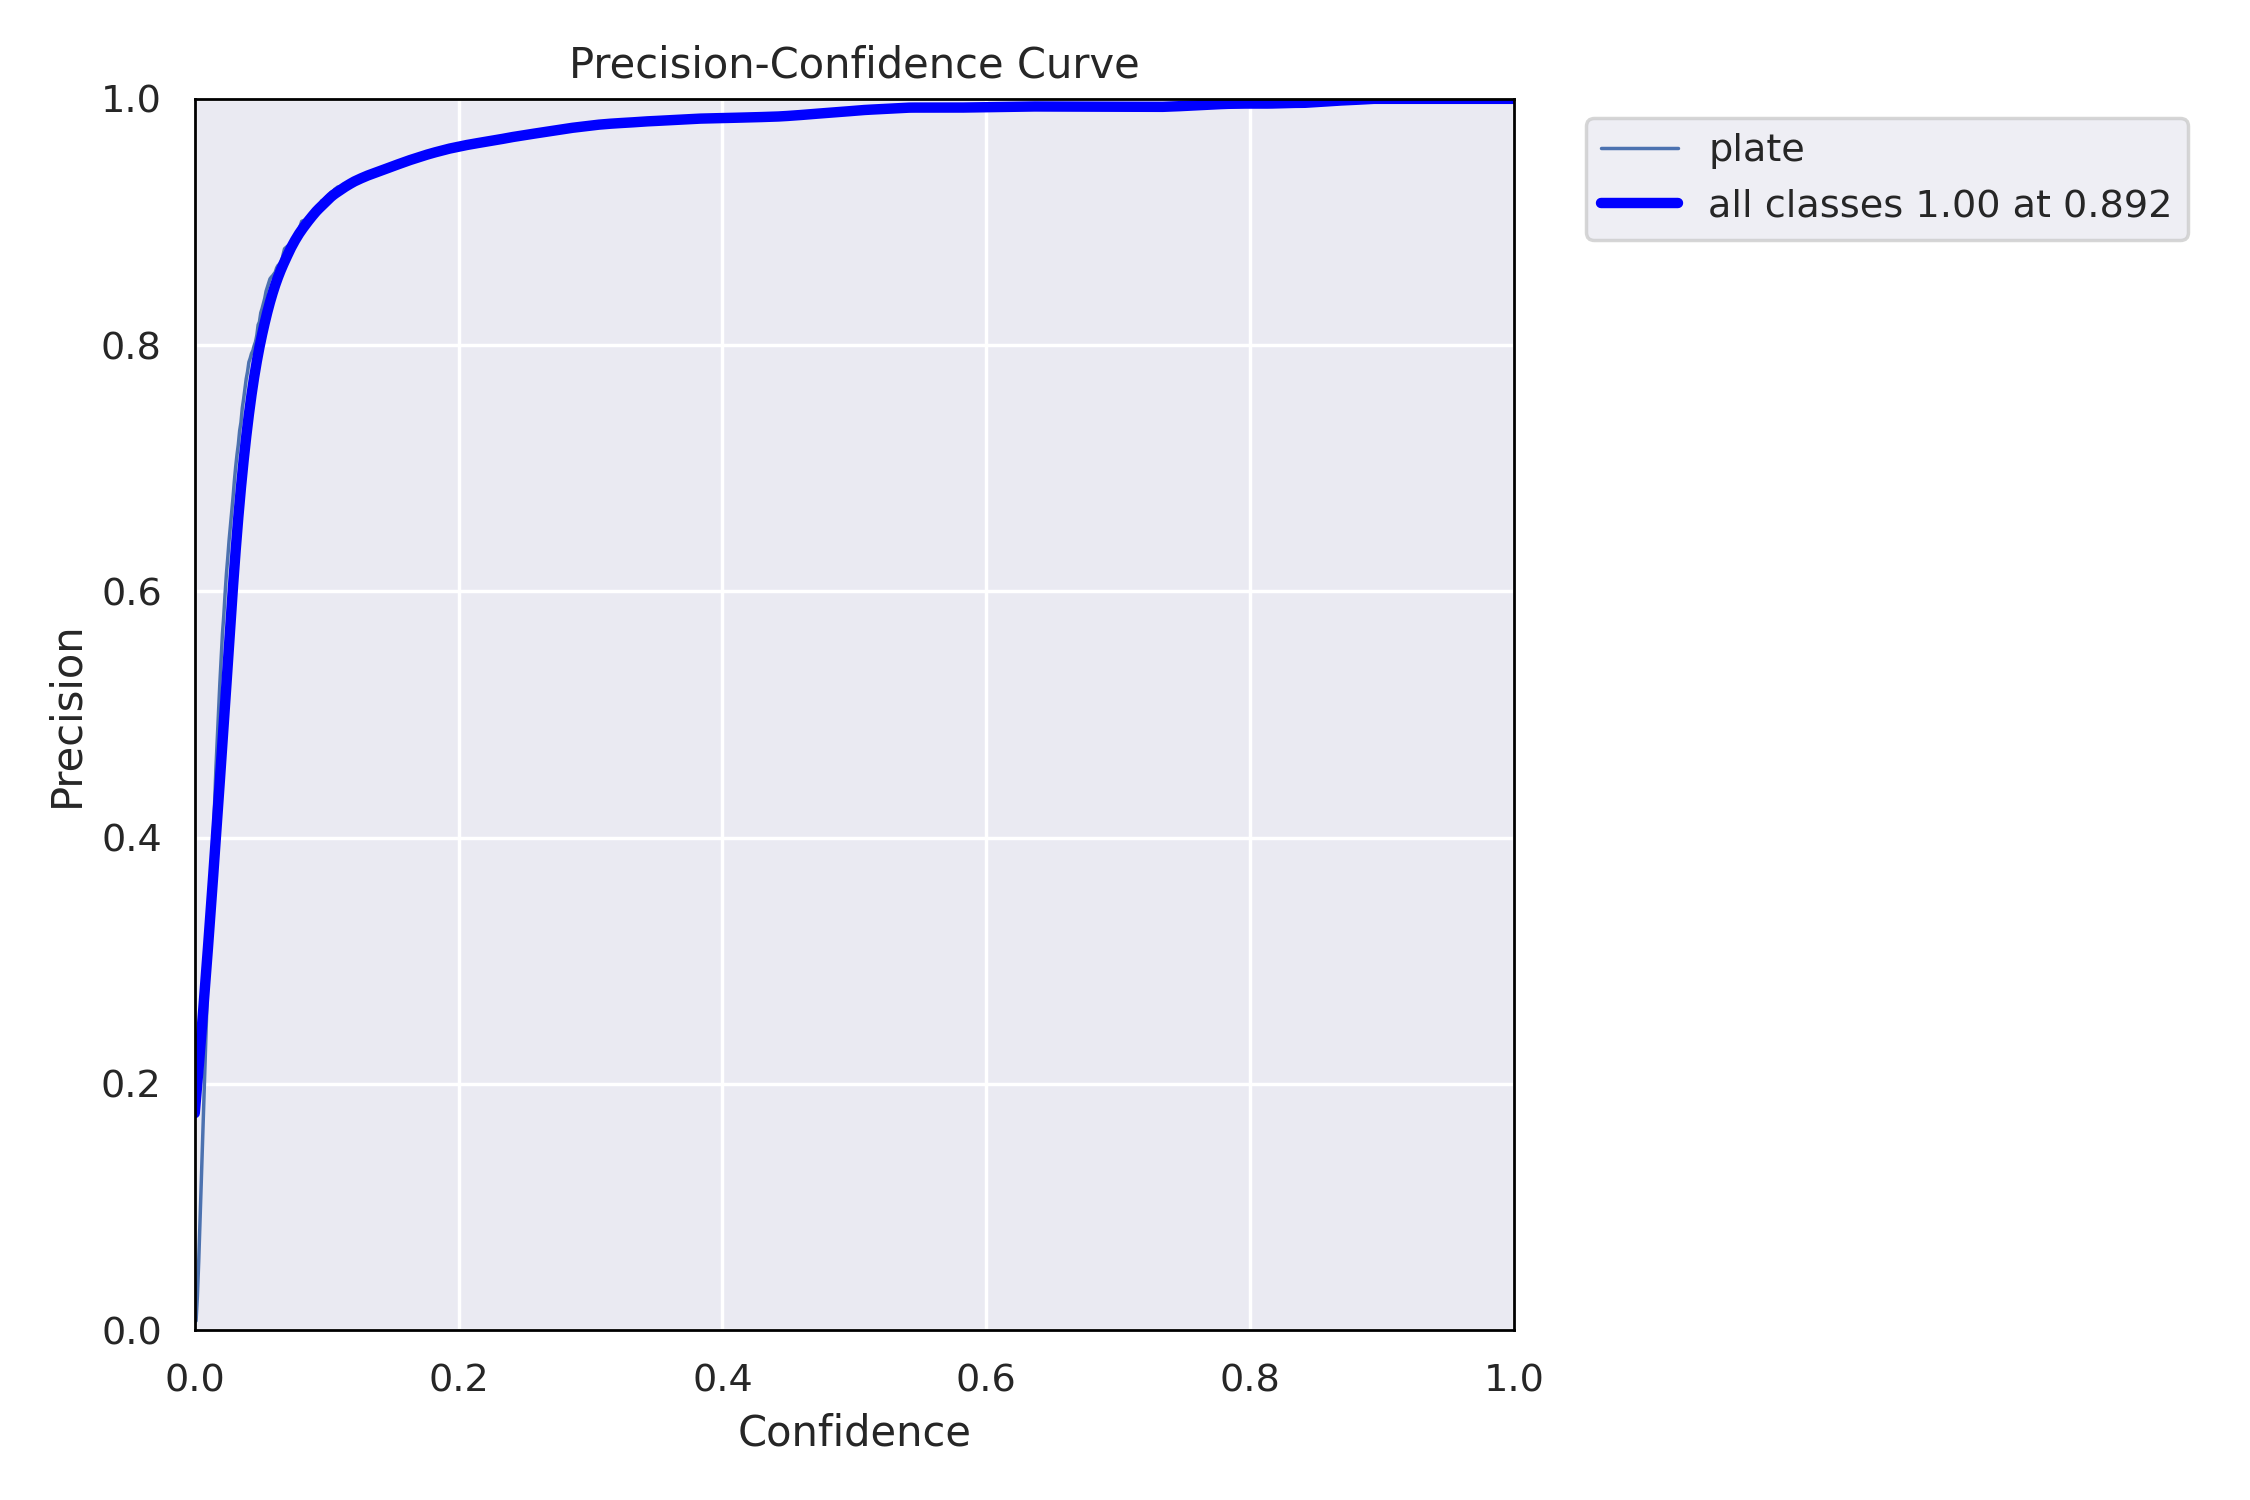 Precision-Confidence Curve
1.0
0.8
0.6
0.4
0.2
0.0
Precision
0.0 0.2 0.4 0.6 0.8 1.0
Confidence
plate
all classes 1.00 at 0.892